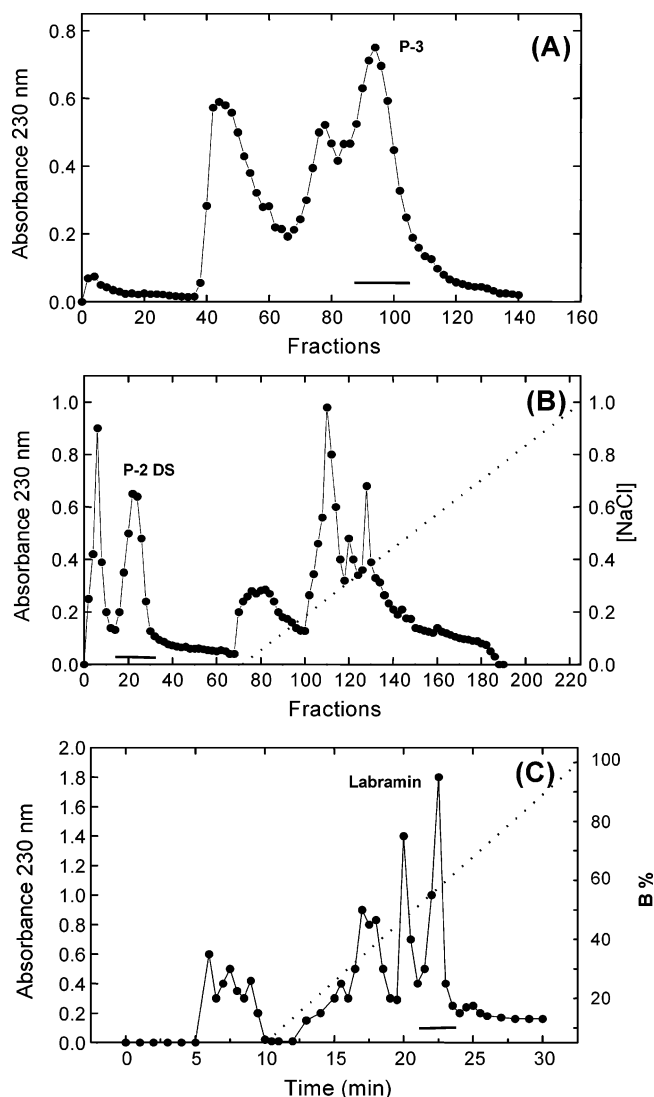 (A)
P-3
Absorbance 230 nm
0.8
0.6
0.4
0.2
0.0
0 20 40 60 80 100 120 140 160
Fractions
(B)
P-2 DS
Absorbance 230 nm
1.0
0.8
0.6
0.4
0.2
0.0
1.0
0.8
0.6
0.4
0.2
0.0
[NaCl]
0 20 40 60 80 100 120 140 160 180 200 220
Fractions
(C)
Labramin
Absorbance 230 nm
2.0
1.8
1.6
1.4
1.2
1.0
0.8
0.6
0.4
0.2
0.0
100
80
60
40
20
B %
0 5 10 15 20 25 30
Time (min)